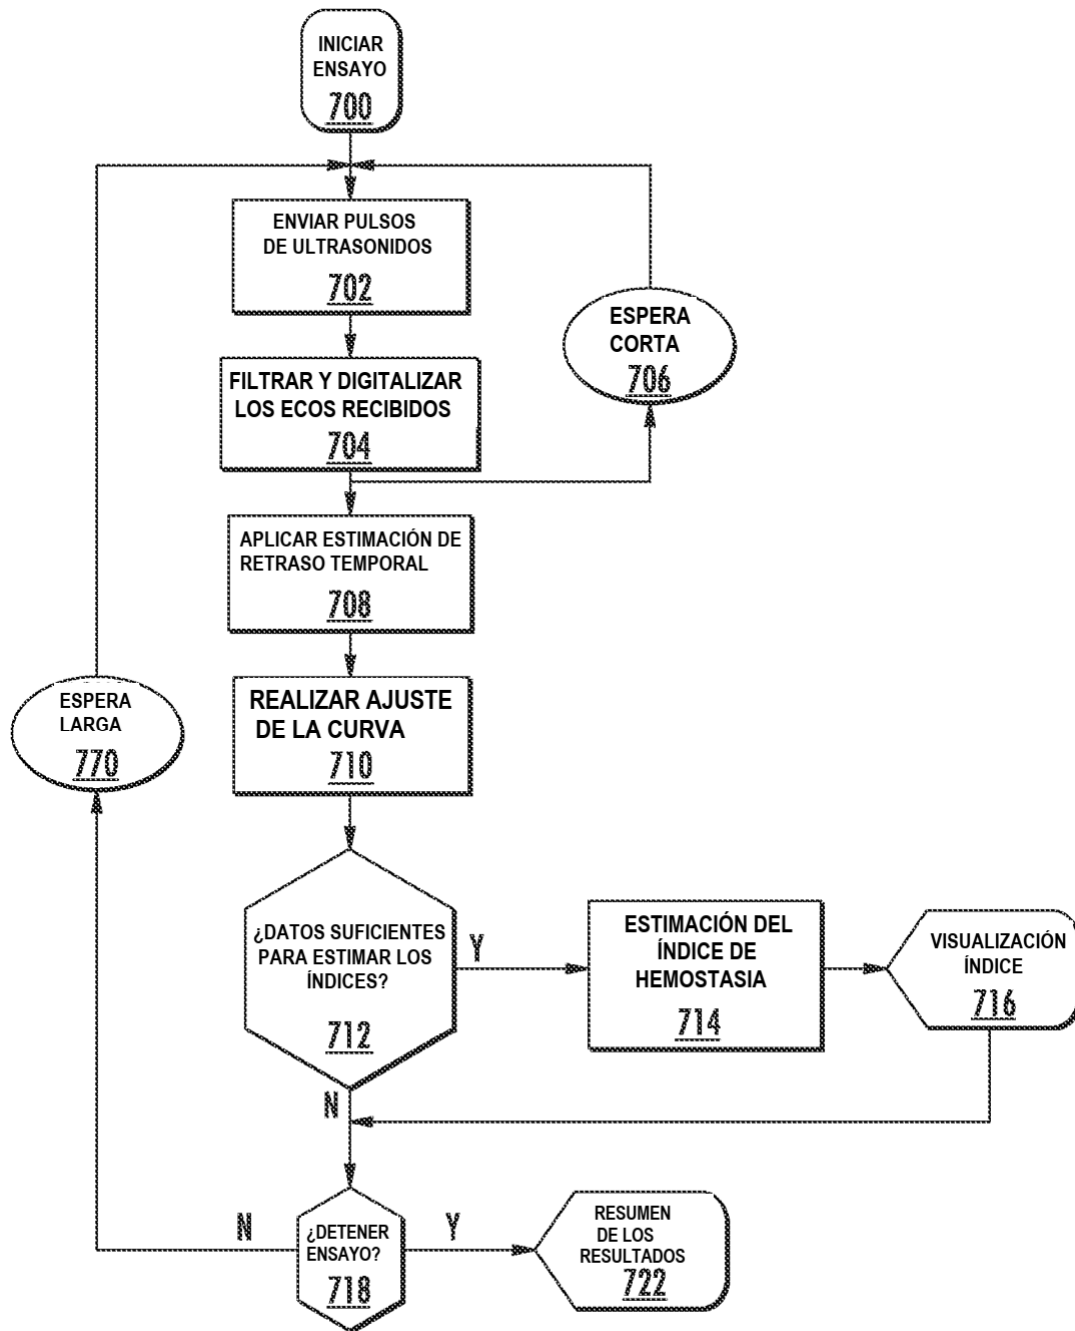 INICIAR
ENSAYO
700
ENVIAR PULSOS
DE ULTRASONIDOS
702
ESPERA
CORTA
706
FILTRAR Y DIGITALIZAR
LOS ECOS RECIBIDOS
704
APLICAR ESTIMACIÓN DE
RETRASO TEMPORAL
708
REALIZAR AJUSTE
DE LA CURVA
710
ESPERA
LARGA
770
¿DATOS SUFICIENTES
PARA ESTIMAR LOS
ÍNDICES?
712
Y
ESTIMACIÓN DEL
ÍNDICE DE
HEMOSTASIA
714
VISUALIZACIÓN
ÍNDICE
716
N
¿DETENER
ENSAYO?
718
N
Y
RESUMEN
DE LOS
RESULTADOS
722